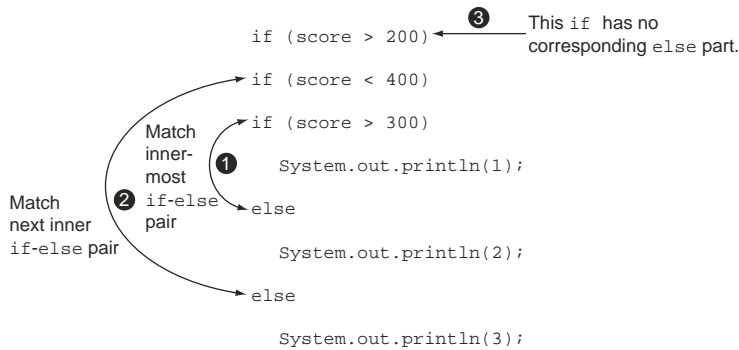 if (score > 200)
3
This if has no
corresponding else part.
if (score < 400)
if (score > 300)
Match
inner-
most
if-else
pair
1
System.out.println(1);
Match
next inner
if-else pair
2
else
System.out.println(2);
else
System.out.println(3);